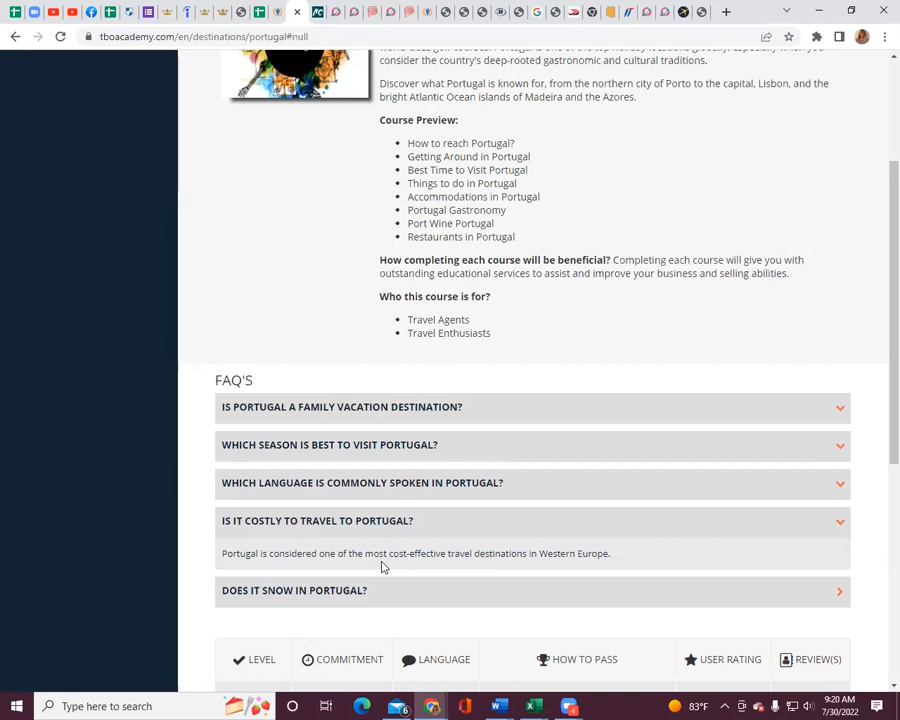 tboacademy.com/en/destinations/portugal#null
consider the country's deep-rooted gastronomic and cultural traditions.
Discover what Portugal is known for, from the northern city of Porto to the capital, Lisbon, and the
bright Atlantic Ocean islands of Madeira and the Azores.
Course Preview:
How to reach Portugal?
Getting Around in Portugal
Best Time to Visit Portugal
Things to do in Portugal
Accommodations in Portugal
Portugal Gastronomy
Port Wine Portugal
Restaurants in Portugal
How completing each course will be beneficial? Completing each course will give you with
outstanding educational services to assist and improve your business and selling abilities.
Who this course is for?
Travel Agents
Travel Enthusiasts
FAQ'S
IS PORTUGAL A FAMILY VACATION DESTINATION?
WHICH SEASON IS BEST TO VISIT PORTUGAL?
WHICH LANGUAGE IS COMMONLY SPOKEN IN PORTUGAL?
IS IT COSTLY TO TRAVEL TO PORTUGAL?
Portugal is considered one of the most cost-effective travel destinations in Western Europe.
DOES IT SNOW IN PORTUGAL?
LEVEL COMMITMENT LANGUAGE HOW TO PASS USER RATING REVIEW(S)
Type here to search
6
83°F
9:20 AM
7/30/2022